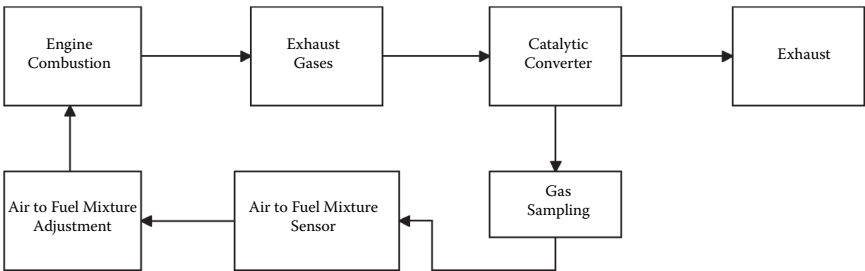 Engine
Combustion
Exhaust
Gases
Catalytic
Converter
Exhaust
Air to Fuel Mixture
Adjustment
Air to Fuel Mixture
Sensor
Gas
Sampling